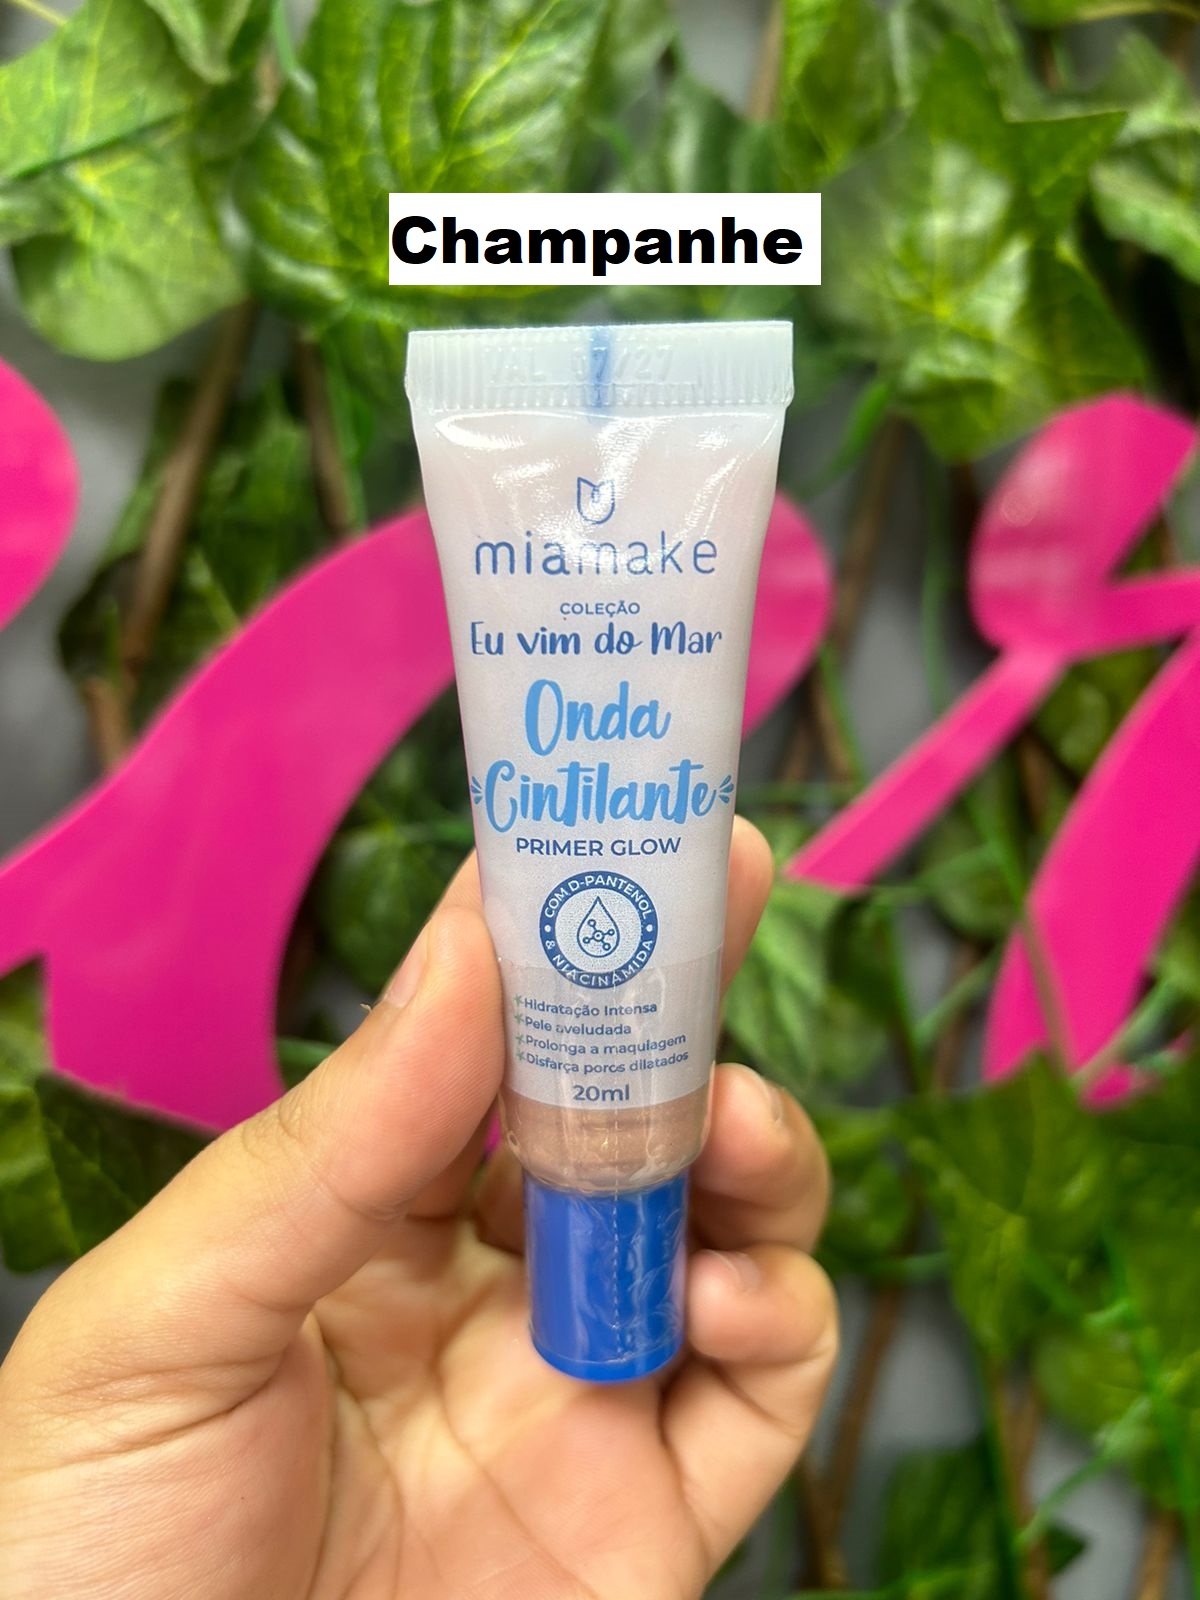 Champanhe
VAL 07/27
miamake
COLEÇÃO
Eu vim do Mar
Onda
Cintilante
PRIMER GLOW
COM D-PANTENOL
& NIACINAMIDA
Hidratação Intensa
Pele aveludada
Prolonga a maquiagem
Disfarça poros dilatados
20ml